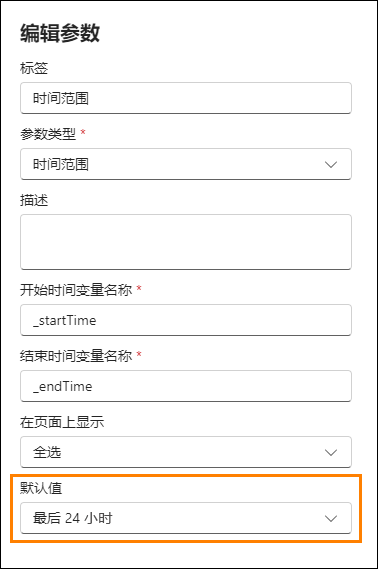 编辑参数
标签
时间范围
参数类型 *
时间范围
描述
开始时间变量名称 *
_startTime
结束时间变量名称 *
_endTime
在页面上显示
全选
默认值
最后 24 小时